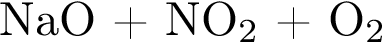 NaO + NO₂ + O₂